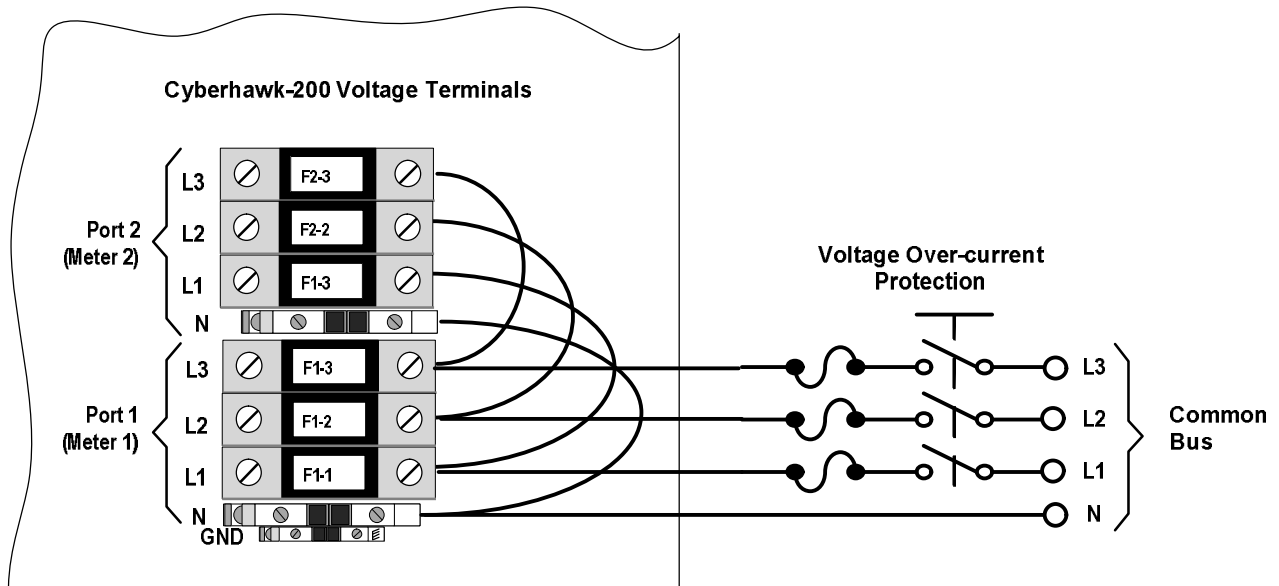 Cyberhawk-200 Voltage Terminals
Port 2
(Meter 2)
L3
F2-3
L2
F2-2
L1
F1-3
N
Port 1
(Meter 1)
L3
F1-3
L2
F1-2
L1
F1-1
N
GND
Voltage Over-current
Protection
L3
L2
L1
N
Common
Bus